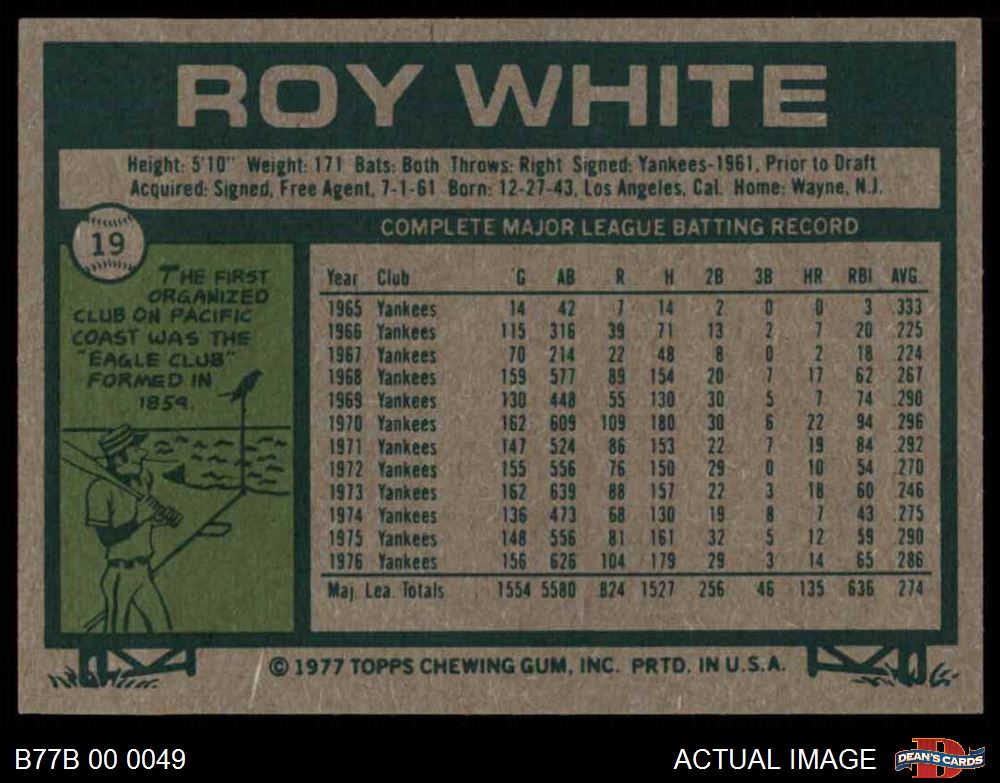 ROY WHITE
Height: 5'10" Weight: 171 Bats: Both Throws: Right Signed: Yankees-1961, Prior to Draft
Acquired: Signed, Free Agent, 7-1-61 Born: 12-27-43, Los Angeles, Cal. Home: Wayne, N.J.
19
THE FIRST
ORGANIZED
CLUB ON PACIFIC
COAST WAS THE
"EAGLE CLUB"
FORMED IN
1859.
COMPLETE MAJOR LEAGUE BATTING RECORD
Year Club G AB R H 2B 3B HR RBI AVG.
1965 Yankees 14 42 7 14 2 0 0 3 .333
1966 Yankees 115 316 39 71 13 2 7 20 .225
1967 Yankees 70 214 22 48 8 0 2 18 .224
1968 Yankees 159 577 89 154 20 7 17 62 .267
1969 Yankees 130 448 55 130 30 5 7 74 .290
1970 Yankees 162 609 109 180 30 6 22 94 .296
1971 Yankees 147 524 86 153 22 7 19 84 .292
1972 Yankees 155 556 76 150 29 0 10 54 .270
1973 Yankees 162 639 88 157 22 3 18 60 .246
1974 Yankees 136 473 68 130 19 8 7 43 .275
1975 Yankees 148 556 81 161 32 5 12 59 .290
1976 Yankees 156 626 104 179 29 3 14 65 .286
Maj. Lea. Totals 1554 5580 824 1527 256 46 135 636 .274
© 1977 TOPPS CHEWING GUM, INC. PRTD. IN U.S.A.
B77B 00 0049
ACTUAL IMAGE
D
DEAN'S CARDS